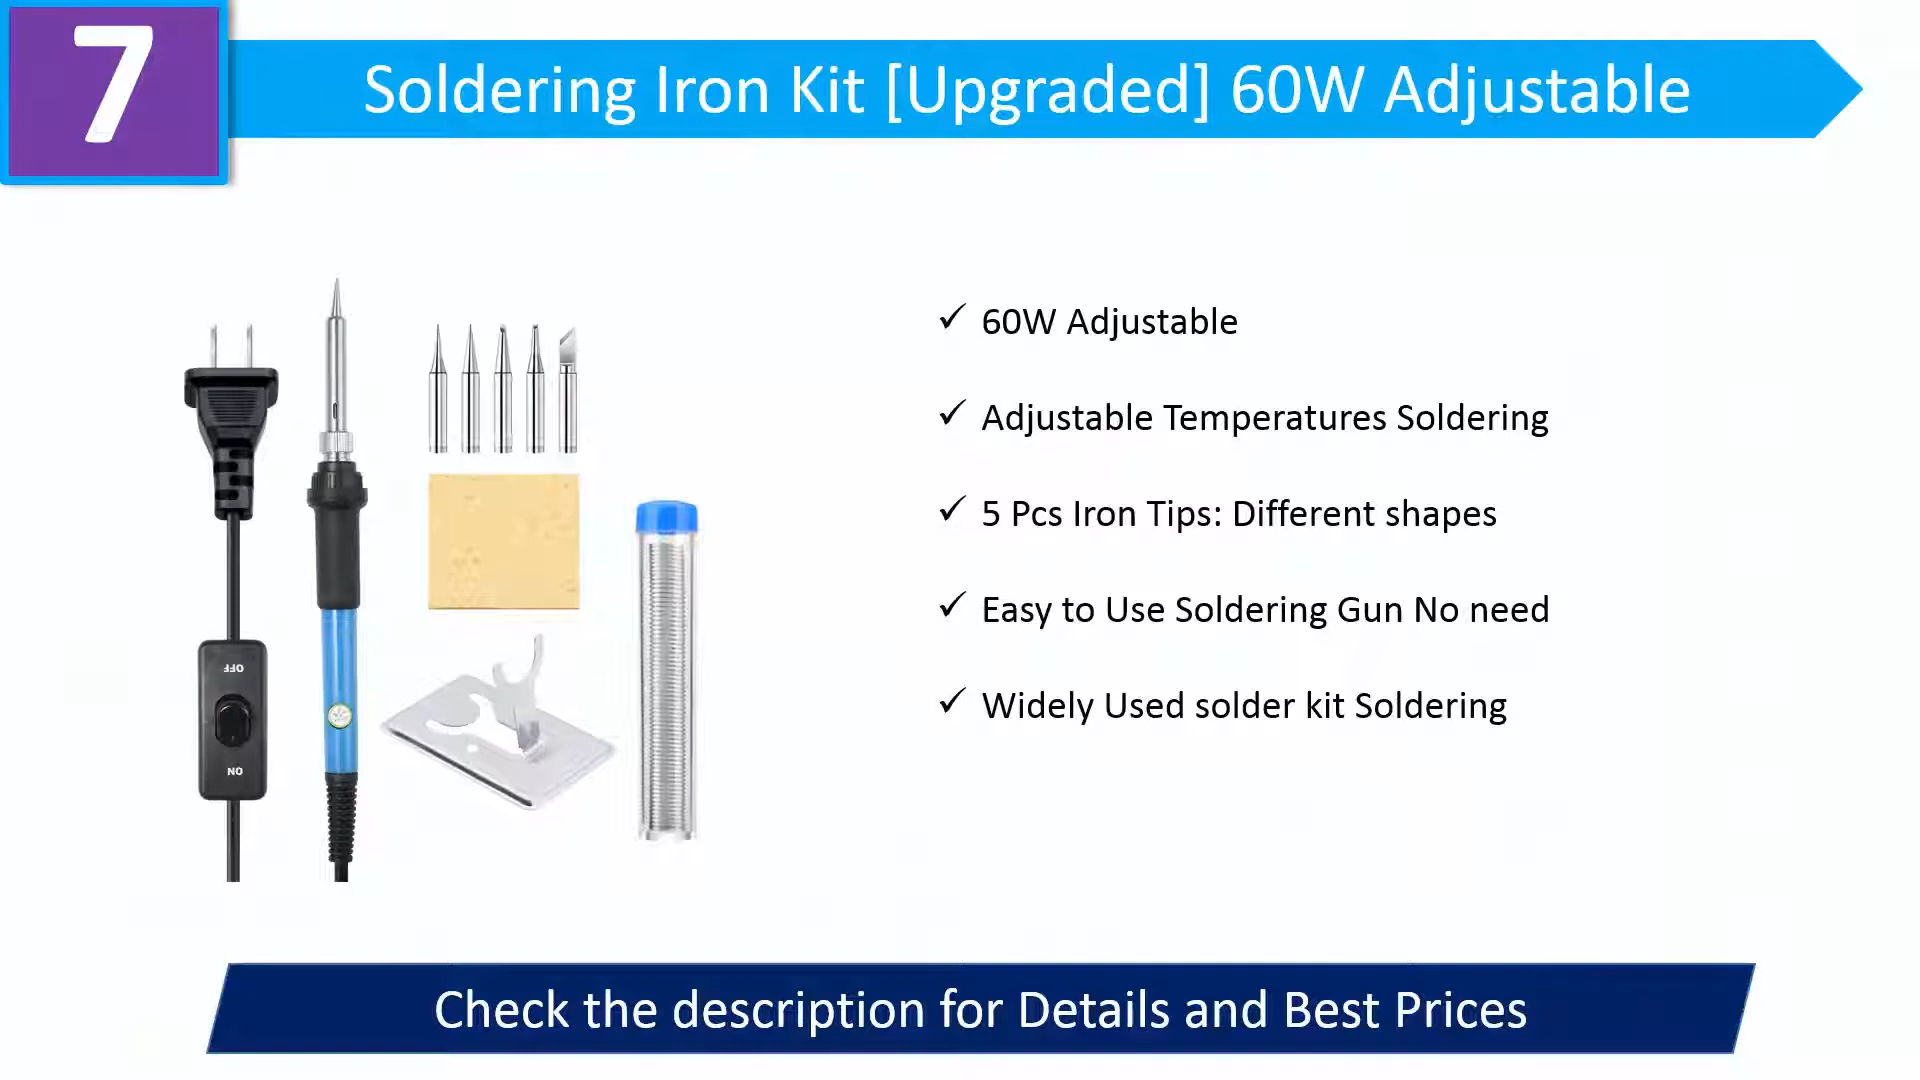 7
Soldering Iron Kit [Upgraded] 60W Adjustable
✓ 60W Adjustable
✓ Adjustable Temperatures Soldering
✓ 5 Pcs Iron Tips: Different shapes
✓ Easy to Use Soldering Gun No need
✓ Widely Used solder kit Soldering
OFF
ON
Check the description for Details and Best Prices